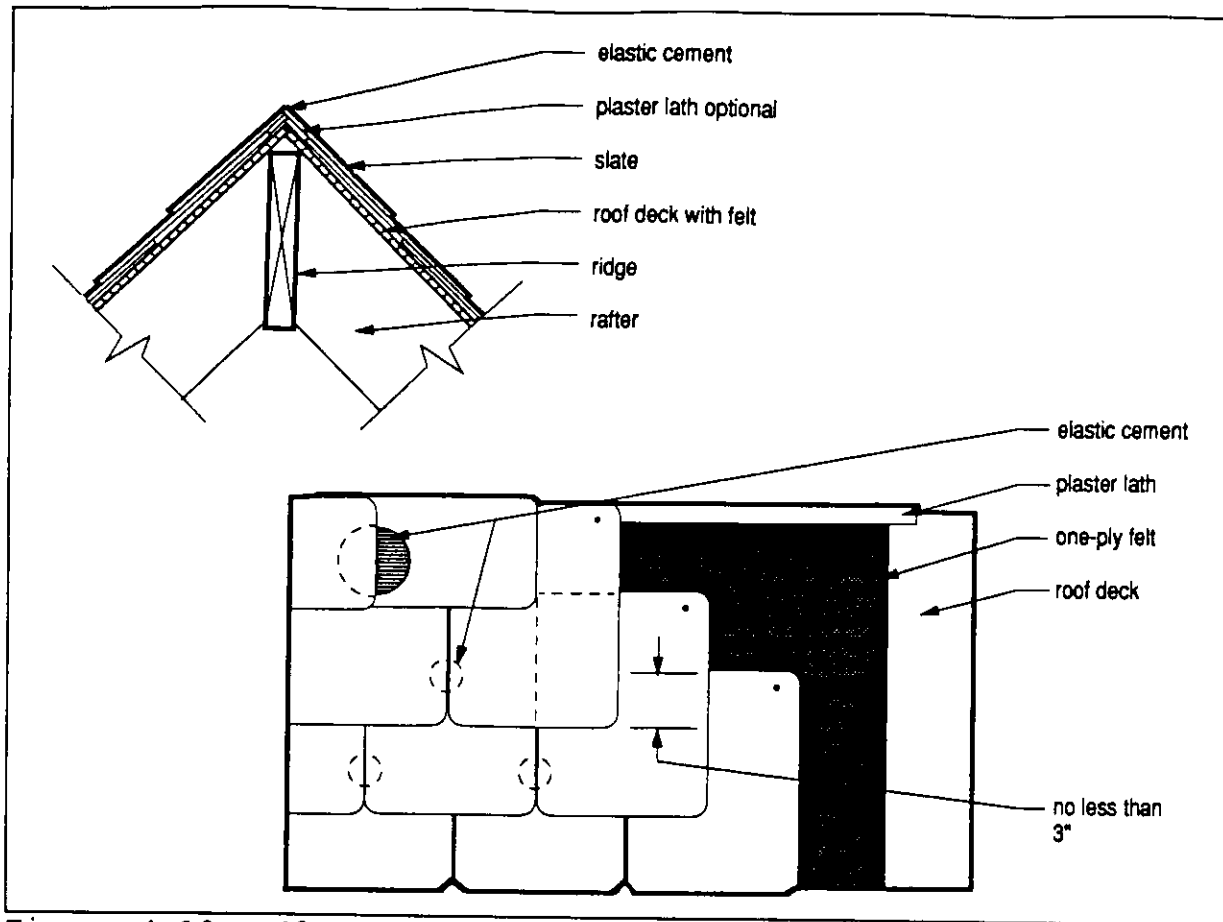 elastic cement
plaster lath optional
slate
roof deck with felt
ridge
rafter
elastic cement
plaster lath
one-ply felt
roof deck
no less than
3"